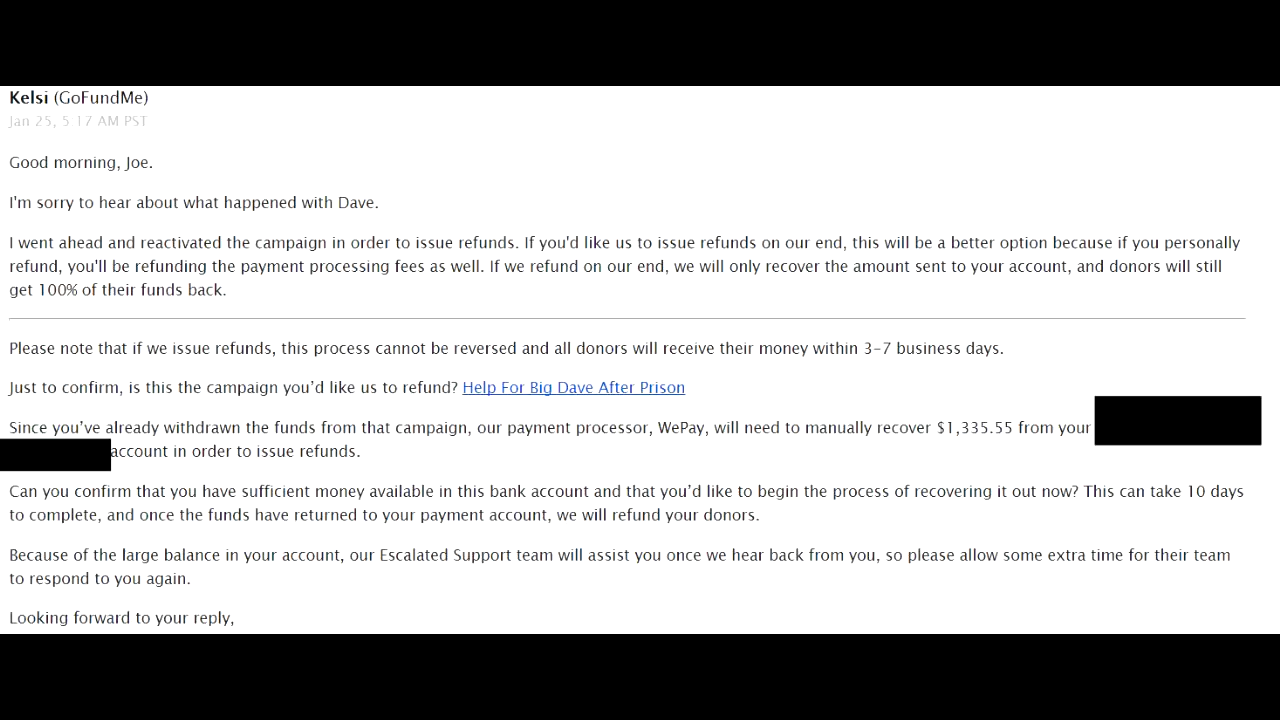 Kelsi (GoFundMe)
Jan 25, 5:17 AM PST
Good morning, Joe.
I'm sorry to hear about what happened with Dave.
I went ahead and reactivated the campaign in order to issue refunds. If you'd like us to issue refunds on our end, this will be a better option because if you personally
refund, you'll be refunding the payment processing fees as well. If we refund on our end, we will only recover the amount sent to your account, and donors will still
get 100% of their funds back.
Please note that if we issue refunds, this process cannot be reversed and all donors will receive their money within 3–7 business days.
Just to confirm, is this the campaign you’d like us to refund? Help For Big Dave After Prison
Since you’ve already withdrawn the funds from that campaign, our payment processor, WePay, will need to manually recover $1,335.55 from your
account in order to issue refunds.
Can you confirm that you have sufficient money available in this bank account and that you’d like to begin the process of recovering it out now? This can take 10 days
to complete, and once the funds have returned to your payment account, we will refund your donors.
Because of the large balance in your account, our Escalated Support team will assist you once we hear back from you, so please allow some extra time for their team
to respond to you again.
Looking forward to your reply,